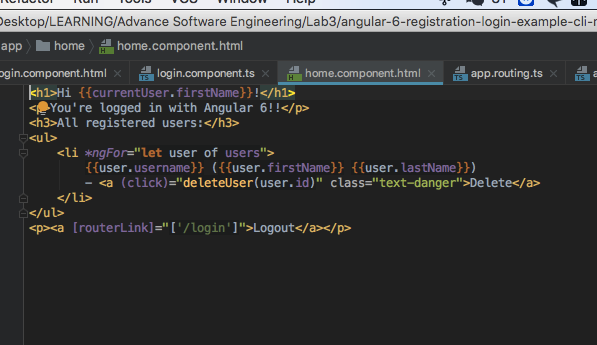 Refactor Run Tools VCS Window Help
Desktop/LEARNING/Advance Software Engineering/Lab3/angular-6-registration-login-example-cli-
app home home.component.html
ogin.component.html login.component.ts home.component.html app.routing.ts
<h1>Hi {{currentUser.firstName}}!</h1>
You're logged in with Angular 6!!</p>
<h3>All registered users:</h3>
<ul>
<li *ngFor="let user of users">
{{user.username}} ({{user.firstName}} {{user.lastName}})
- <a (click)="deleteUser(user.id)" class="text-danger">Delete</a>
</li>
</ul>
<p><a [routerLink]="['/login']">Logout</a></p>